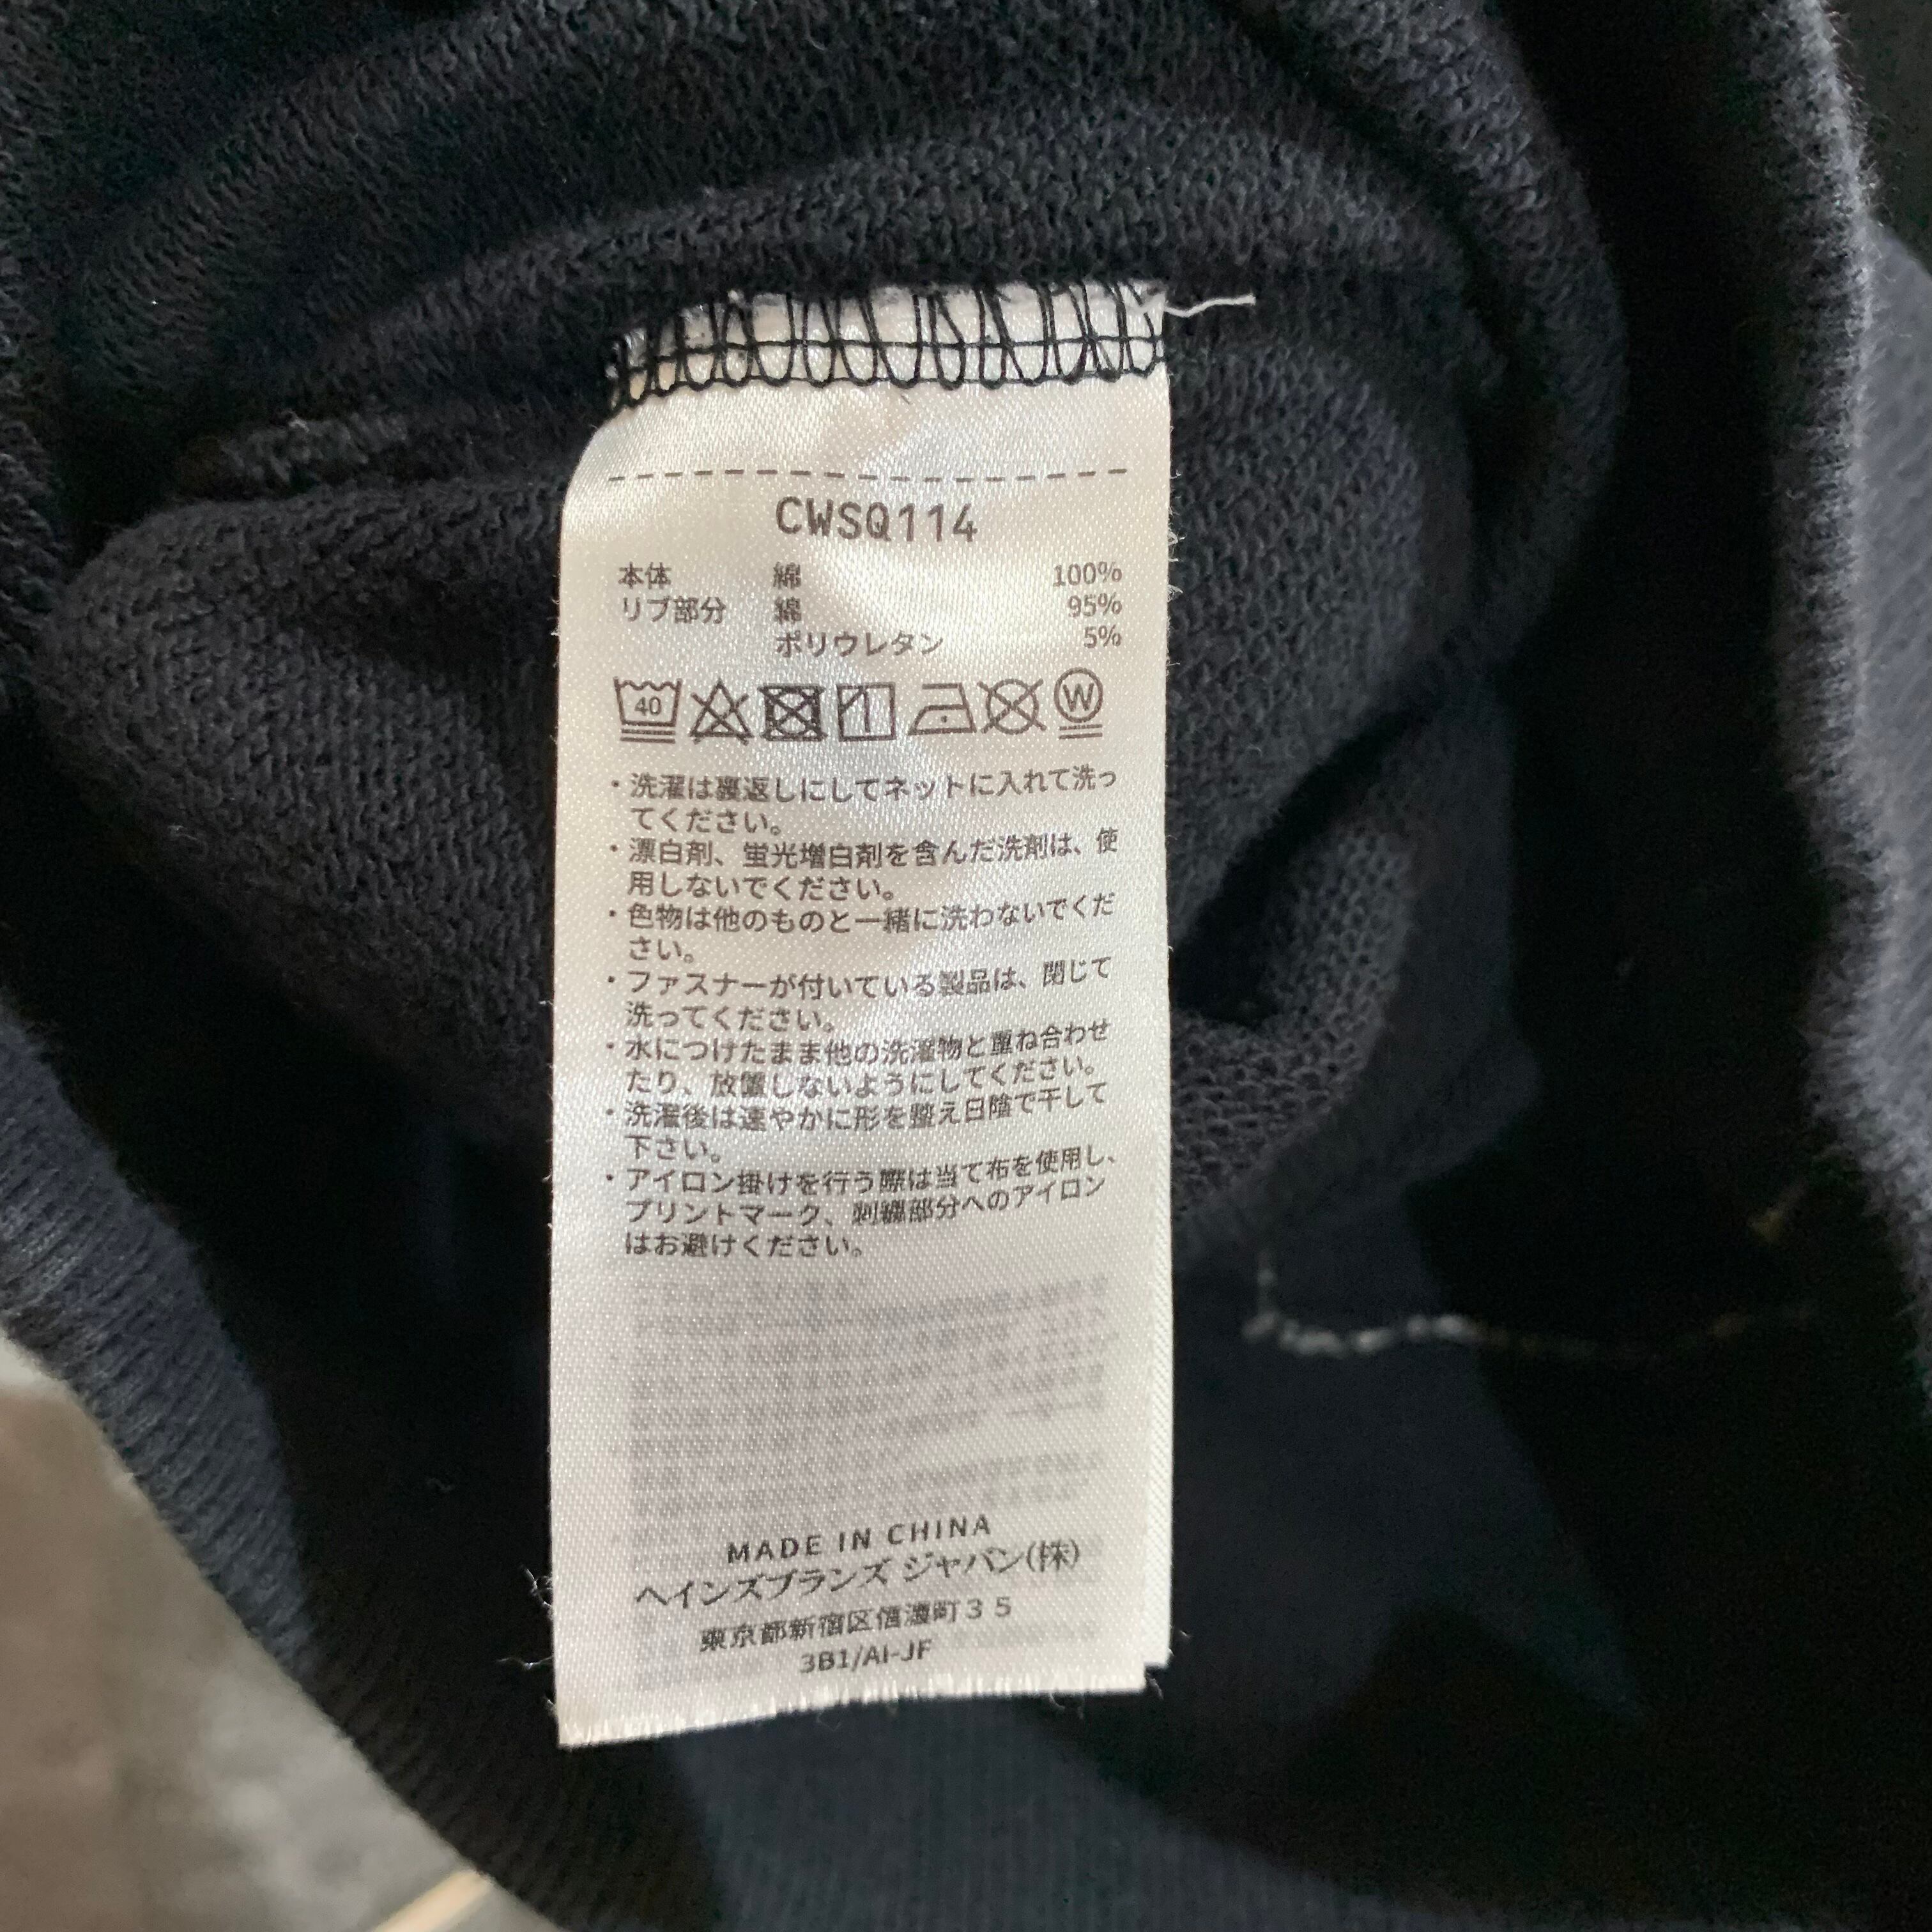 CWSQ114
本体 綿 100%
リブ部分 綿 95%
ポリウレタン 5%
40 W
・洗濯は裏返しにしてネットに入れて洗っ
てください。
・漂白剤、蛍光増白剤を含んだ洗剤は、使
用しないでください。
・色物は他のものと一緒に洗わないでくだ
さい。
・ファスナーが付いている製品は、閉じて
洗ってください。
・水につけたまま他の洗濯物と重ね合わせ
たり、放置しないようにしてください。
・洗濯後は速やかに形を整え日陰で干して
下さい。
・アイロン掛けを行う際は当て布を使用し、
プリントマーク、刺繍部分へのアイロン
はお避けください。
MADE IN CHINA
ヘインズブランズ ジャパン(株)
東京都新宿区信濃町35
3B1/AI-JF